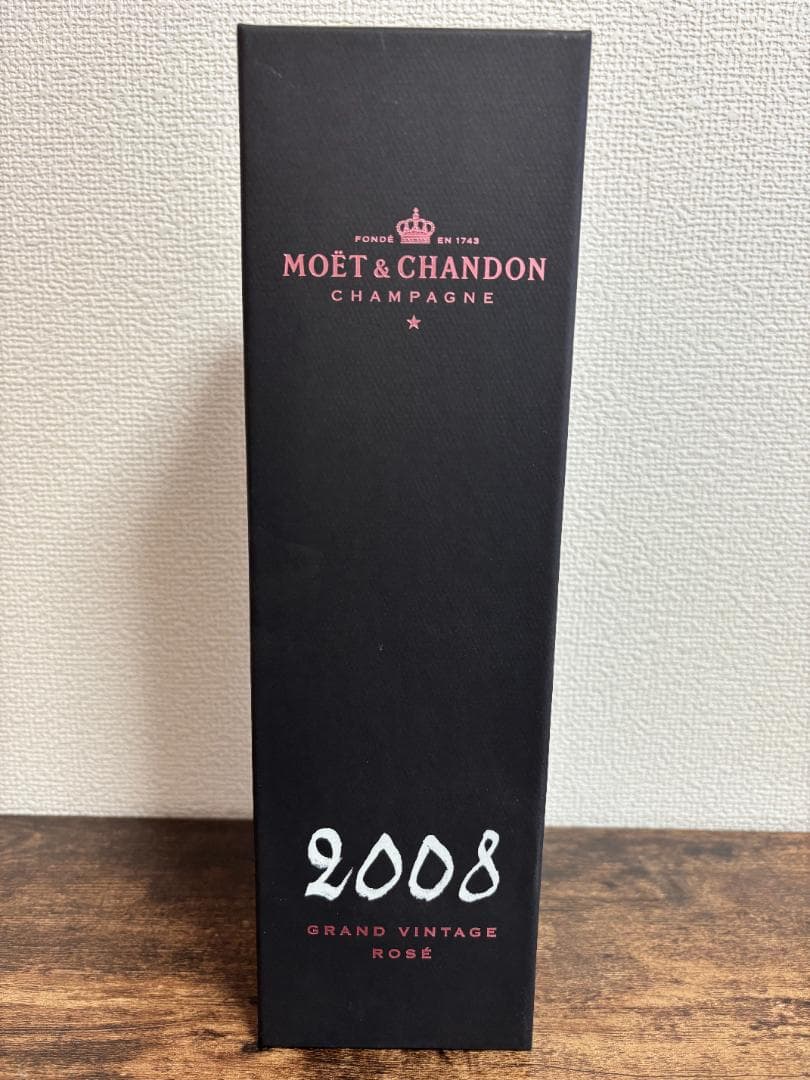 FONDÉ EN 1743
MOËT & CHANDON
CHAMPAGNE
2008
GRAND VINTAGE
ROSÉ